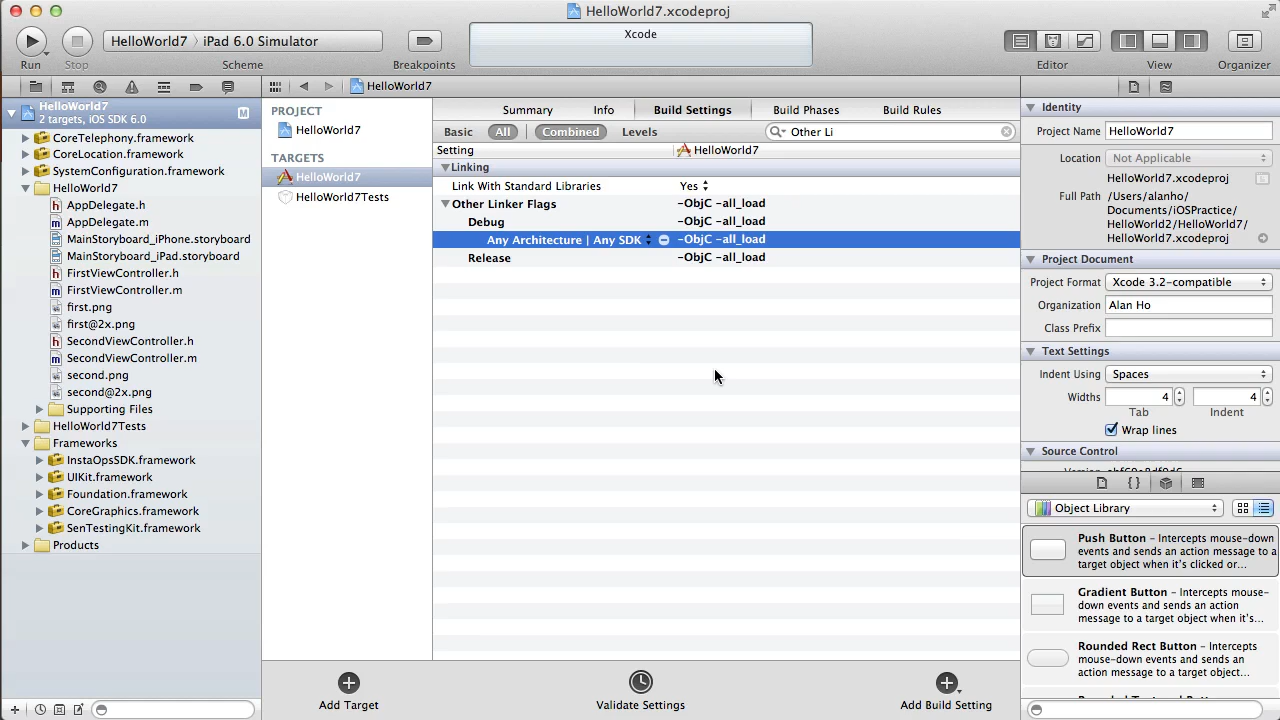 HelloWorld7.xcodeproj
HelloWorld7 〉 iPad 6.0 Simulator
Xcode
Run
Stop
Scheme
Breakpoints
Editor
View
Organizer
HelloWorld7
HelloWorld7
2 targets, iOS SDK 6.0
M
CoreTelephony.framework
CoreLocation.framework
SystemConfiguration.framework
HelloWorld7
h AppDelegate.h
m AppDelegate.m
MainStoryboard_iPhone.storyboard
MainStoryboard_iPad.storyboard
h FirstViewController.h
m FirstViewController.m
first.png
first@2x.png
h SecondViewController.h
m SecondViewController.m
second.png
second@2x.png
Supporting Files
HelloWorld7Tests
Frameworks
InstaOpsSDK.framework
UIKit.framework
Foundation.framework
CoreGraphics.framework
SenTestingKit.framework
Products
PROJECT
HelloWorld7
TARGETS
HelloWorld7
HelloWorld7Tests
Summary
Info
Build Settings
Build Phases
Build Rules
Basic
All
Combined
Levels
Other Li
Setting
HelloWorld7
Linking
Link With Standard Libraries Yes
Other Linker Flags -ObjC -all_load
Debug -ObjC -all_load
Any Architecture | Any SDK -ObjC -all_load
Release -ObjC -all_load
Add Target
Validate Settings
Add Build Setting
Identity
Project Name HelloWorld7
Location Not Applicable
HelloWorld7.xcodeproj
Full Path /Users/alanho/
Documents/iOSPractice/
HelloWorld2/HelloWorld7/
HelloWorld7.xcodeproj
Project Document
Project Format Xcode 3.2-compatible
Organization Alan Ho
Class Prefix
Text Settings
Indent Using Spaces
Widths 4 4
Tab Indent
Wrap lines
Source Control
{ }
Object Library
Push Button - Intercepts mouse-down
events and sends an action message to a
target object when it's clicked or...
Gradient Button - Intercepts mouse-
down events and sends an action
message to a target object when it's...
Rounded Rect Button - Intercepts
mouse-down events and sends an
action message to a target object...